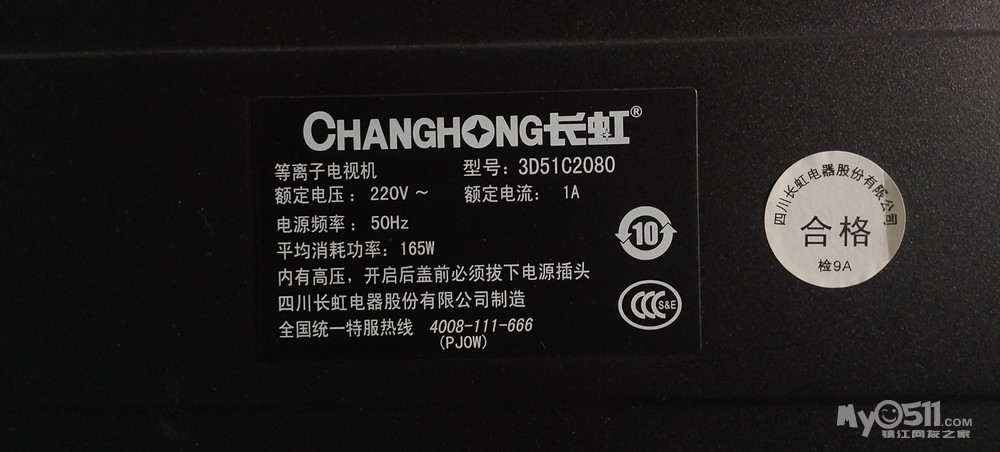 CHANGHONG长虹®
等离子电视机 型号: 3D51C2080
额定电压: 220V ~ 额定电流: 1A
电源频率: 50Hz
平均消耗功率: 165W
内有高压，开启后盖前必须拔下电源插头
四川长虹电器股份有限公司制造
全国统一特服热线 4008-111-666
(PJOW)
10
CCC S&E
四川长虹电器股份有限公司
合格
检9A
My0511.COM
镇江网友之家